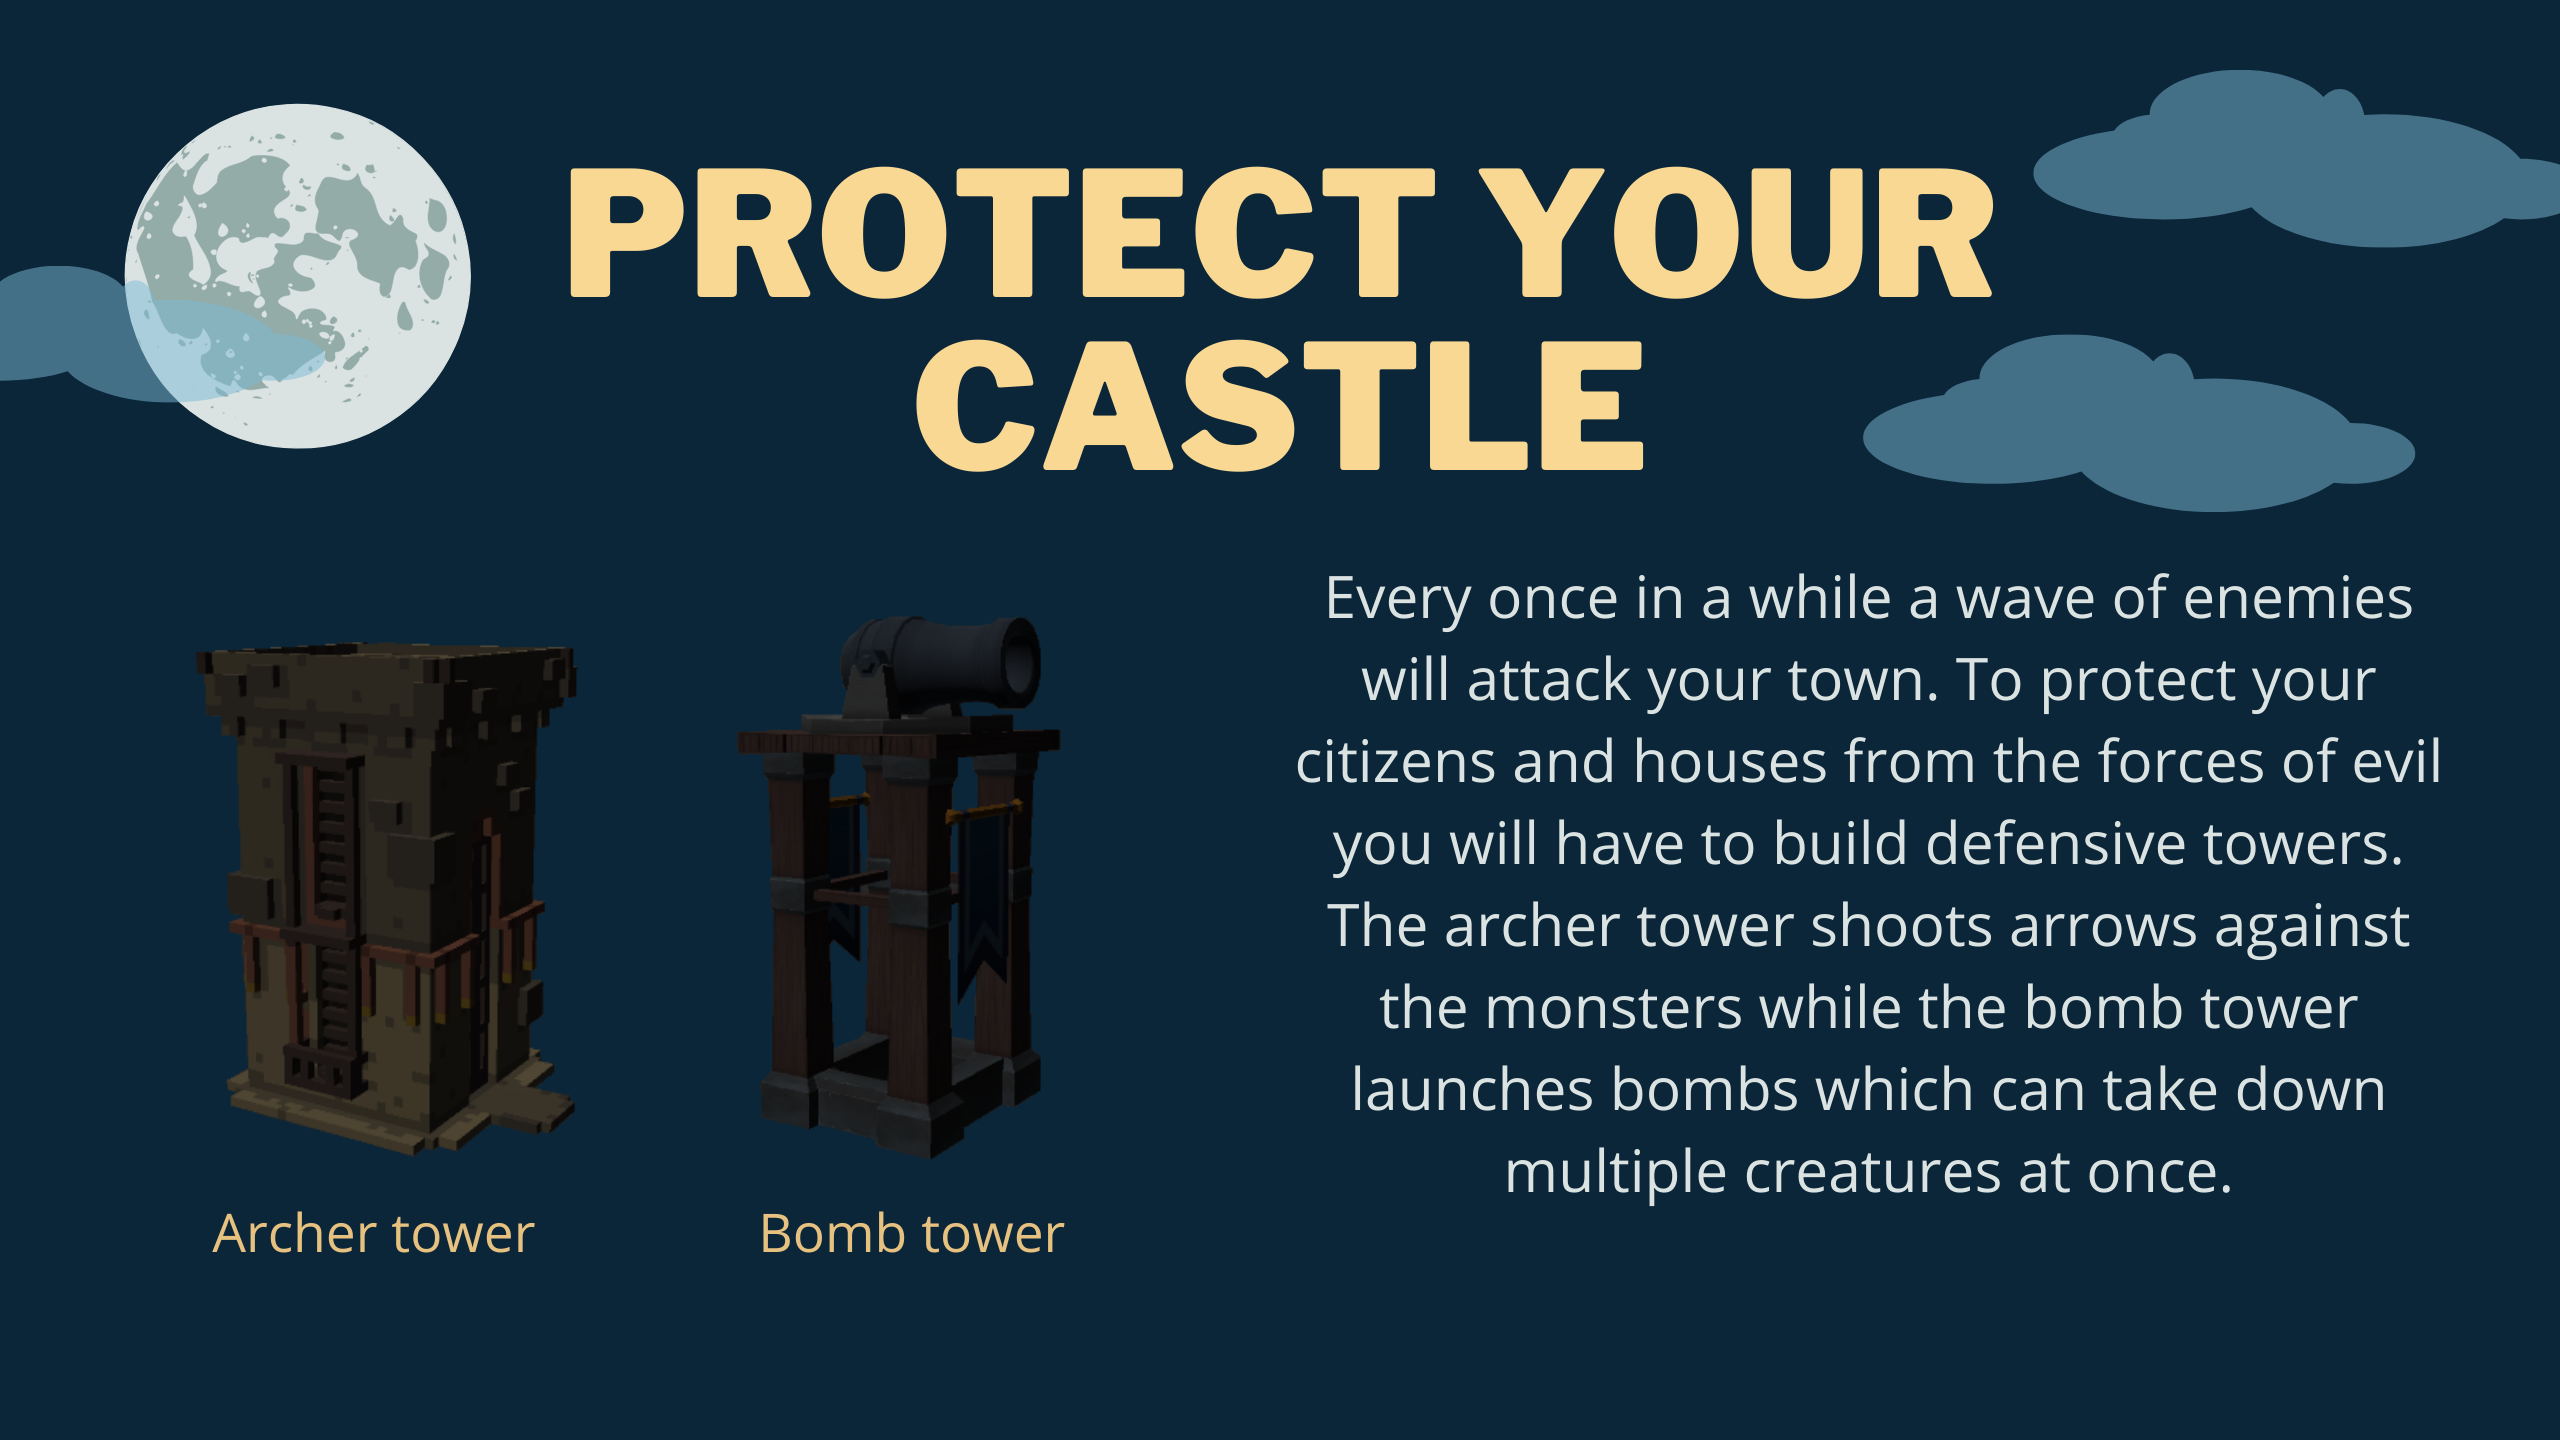 PROTECT YOUR
CASTLE
Every once in a while a wave of enemies
will attack your town. To protect your
citizens and houses from the forces of evil
you will have to build defensive towers.
The archer tower shoots arrows against
the monsters while the bomb tower
launches bombs which can take down
multiple creatures at once.
Archer tower
Bomb tower